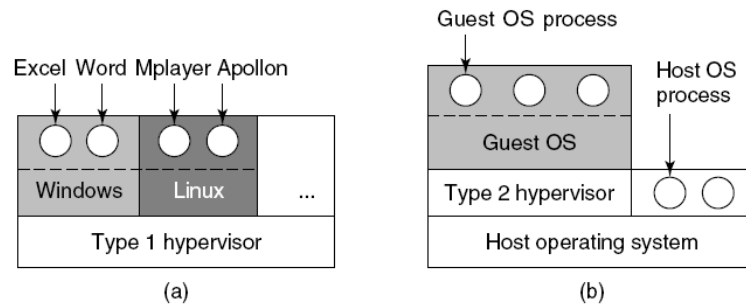 Excel Word Mplayer Apollon
Windows
Linux
...
Type 1 hypervisor
(a)
Guest OS process
Host OS
process
Guest OS
Type 2 hypervisor
Host operating system
(b)